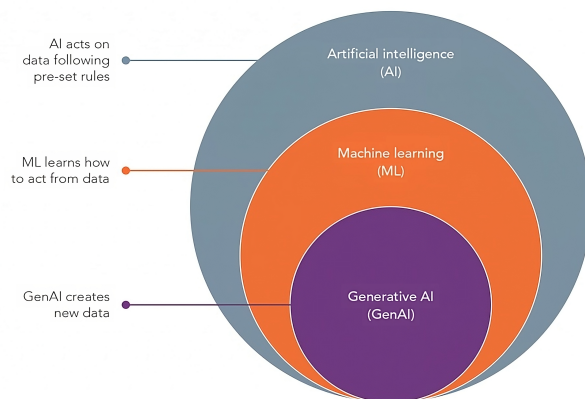 AI acts on
data following
pre-set rules
Artificial intelligence
(AI)
ML learns how
to act from data
Machine learning
(ML)
GenAI creates
new data
Generative AI
(GenAI)